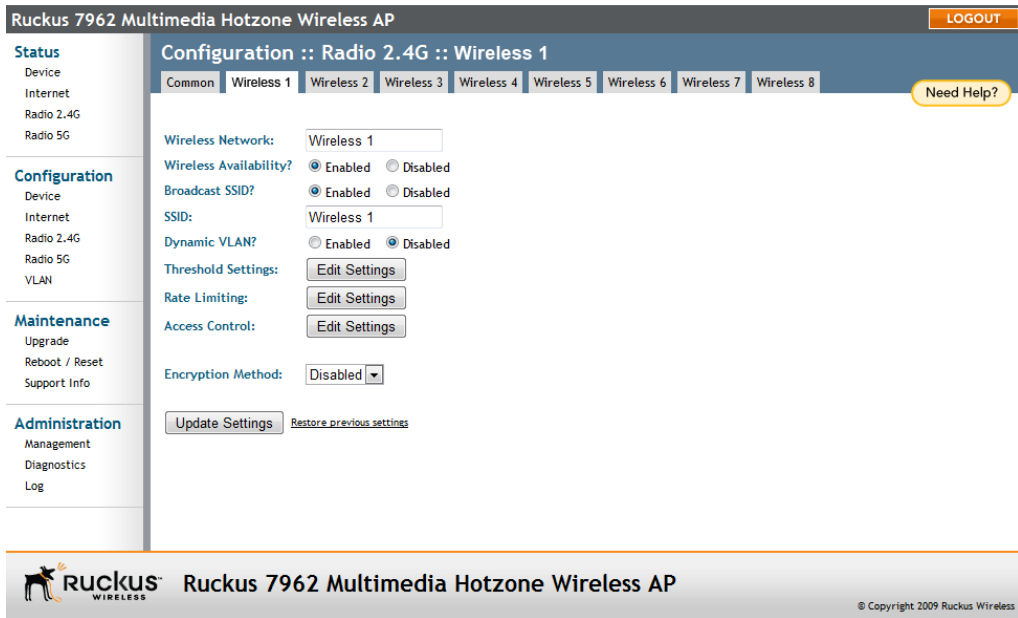 Ruckus 7962 Multimedia Hotzone Wireless AP
LOGOUT
Status
Device
Internet
Radio 2.4G
Radio 5G
Configuration
Device
Internet
Radio 2.4G
Radio 5G
VLAN
Maintenance
Upgrade
Reboot / Reset
Support Info
Administration
Management
Diagnostics
Log
Configuration :: Radio 2.4G :: Wireless 1
Common Wireless 1 Wireless 2 Wireless 3 Wireless 4 Wireless 5 Wireless 6 Wireless 7 Wireless 8
Need Help?
Wireless Network: Wireless 1
Wireless Availability? Enabled Disabled
Broadcast SSID? Enabled Disabled
SSID: Wireless 1
Dynamic VLAN? Enabled Disabled
Threshold Settings: Edit Settings
Rate Limiting: Edit Settings
Access Control: Edit Settings
Encryption Method: Disabled
Update Settings Restore previous settings
Ruckus™ WIRELESS
Ruckus 7962 Multimedia Hotzone Wireless AP
© Copyright 2009 Ruckus Wireless